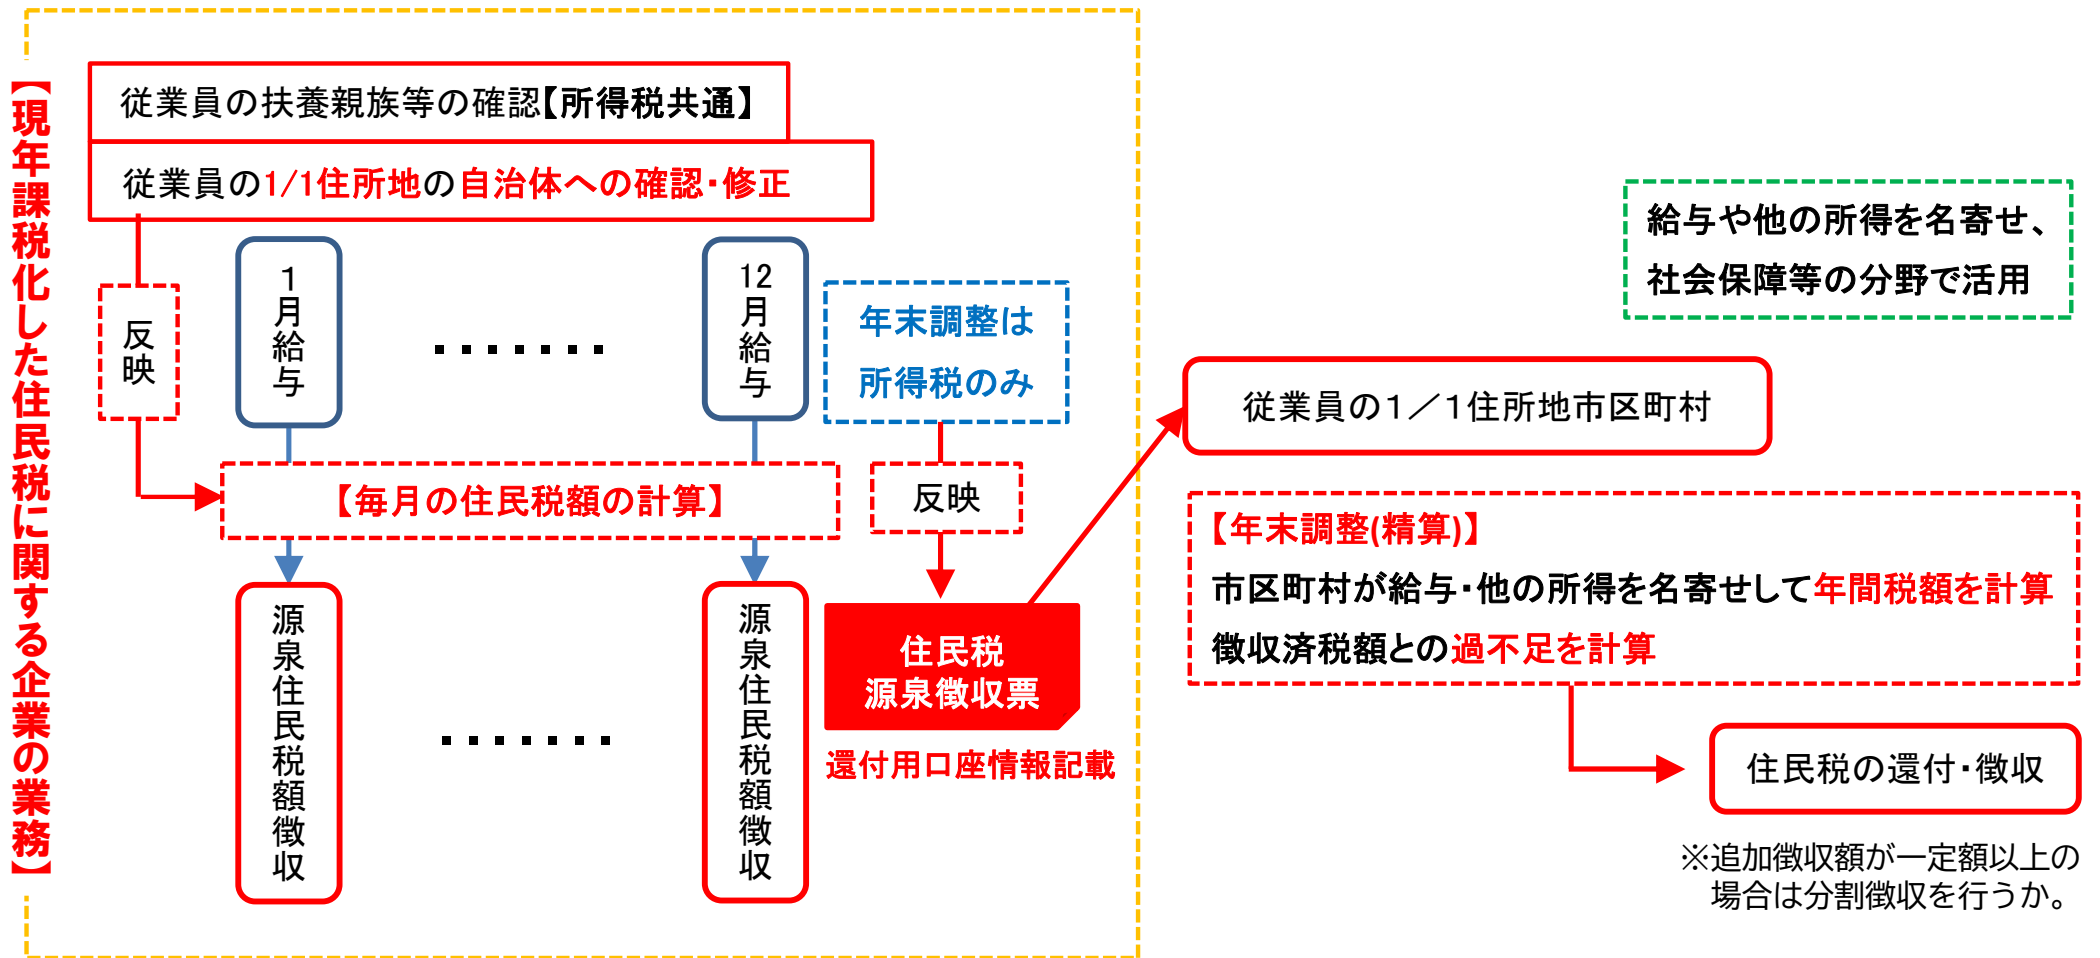 【現年課税化した住民税に関する企業の業務】
従業員の扶養親族等の確認【所得税共通】
従業員の1/1住所地の自治体への確認・修正
反映
1月給与
・・・・・・・
12月給与
年末調整は
所得税のみ
【毎月の住民税額の計算】
反映
源泉住民税額徴収
・・・・・・・
源泉住民税額徴収
住民税
源泉徴収票
還付用口座情報記載
給与や他の所得を名寄せ、
社会保障等の分野で活用
従業員の1／1住所地市区町村
【年末調整(精算)】
市区町村が給与・他の所得を名寄せして年間税額を計算
徴収済税額との過不足を計算
住民税の還付・徴収
※追加徴収額が一定額以上の
場合は分割徴収を行うか。